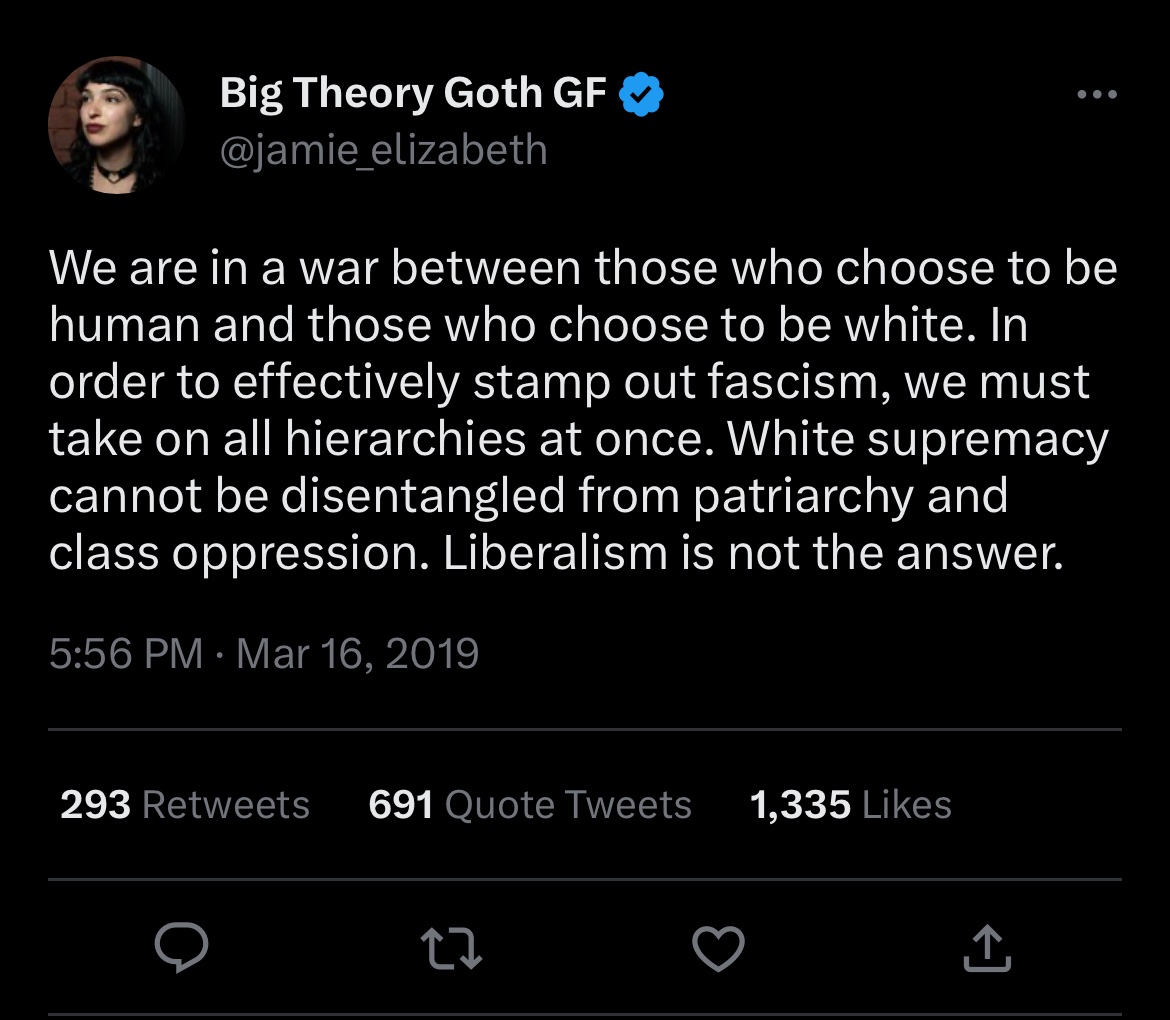 Big Theory Goth GF
@jamie_elizabeth
We are in a war between those who choose to be
human and those who choose to be white. In
order to effectively stamp out fascism, we must
take on all hierarchies at once. White supremacy
cannot be disentangled from patriarchy and
class oppression. Liberalism is not the answer.
5:56 PM · Mar 16, 2019
293 Retweets 691 Quote Tweets 1,335 Likes